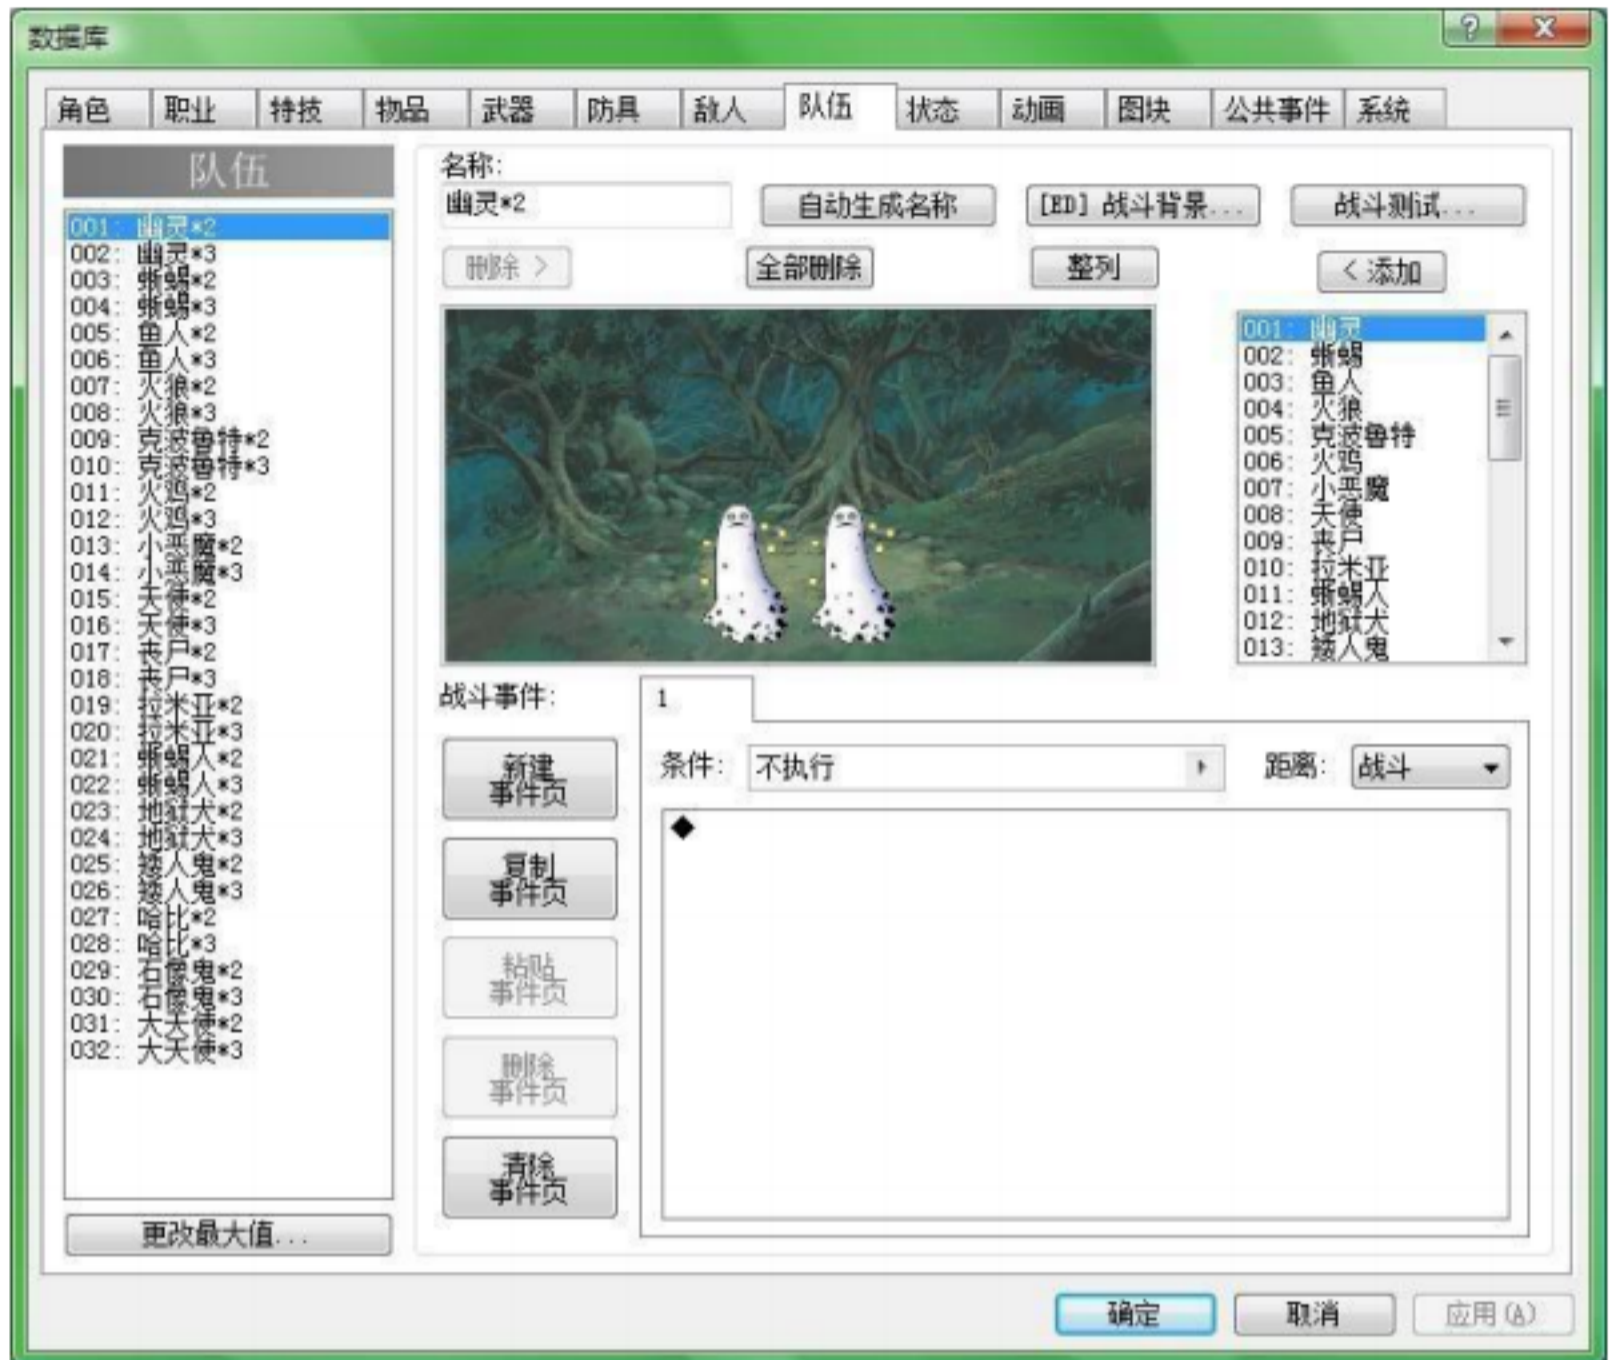 数据库
角色 职业 特技 物品 武器 防具 敌人 队伍 状态 动画 图块 公共事件 系统
队伍
001: 幽灵*2
002: 幽灵*3
003: 蜥蜴*2
004: 蜥蜴*3
005: 鱼人*2
006: 鱼人*3
007: 火狼*2
008: 火狼*3
009: 克波鲁特*2
010: 克波鲁特*3
011: 火鸡*2
012: 火鸡*3
013: 小恶魔*2
014: 小恶魔*3
015: 天使*2
016: 天使*3
017: 丧尸*2
018: 丧尸*3
019: 拉米亚*2
020: 拉米亚*3
021: 蜥蜴人*2
022: 蜥蜴人*3
023: 地狱犬*2
024: 地狱犬*3
025: 矮人鬼*2
026: 矮人鬼*3
027: 哈比*2
028: 哈比*3
029: 石像鬼*2
030: 石像鬼*3
031: 大天使*2
032: 大天使*3
更改最大值...
名称:
幽灵*2 自动生成名称 [ED] 战斗背景... 战斗测试...
删除 > 全部删除 整列 < 添加
001: 幽灵
002: 蜥蜴
003: 鱼人
004: 火狼
005: 克波鲁特
006: 火鸡
007: 小恶魔
008: 天使
009: 丧尸
010: 拉米亚
011: 蜥蜴人
012: 地狱犬
013: 矮人鬼
战斗事件:
1
新建
事件页
复制
事件页
粘贴
事件页
删除
事件页
清除
事件页
条件: 不执行 距离: 战斗
确定 取消 应用(A)